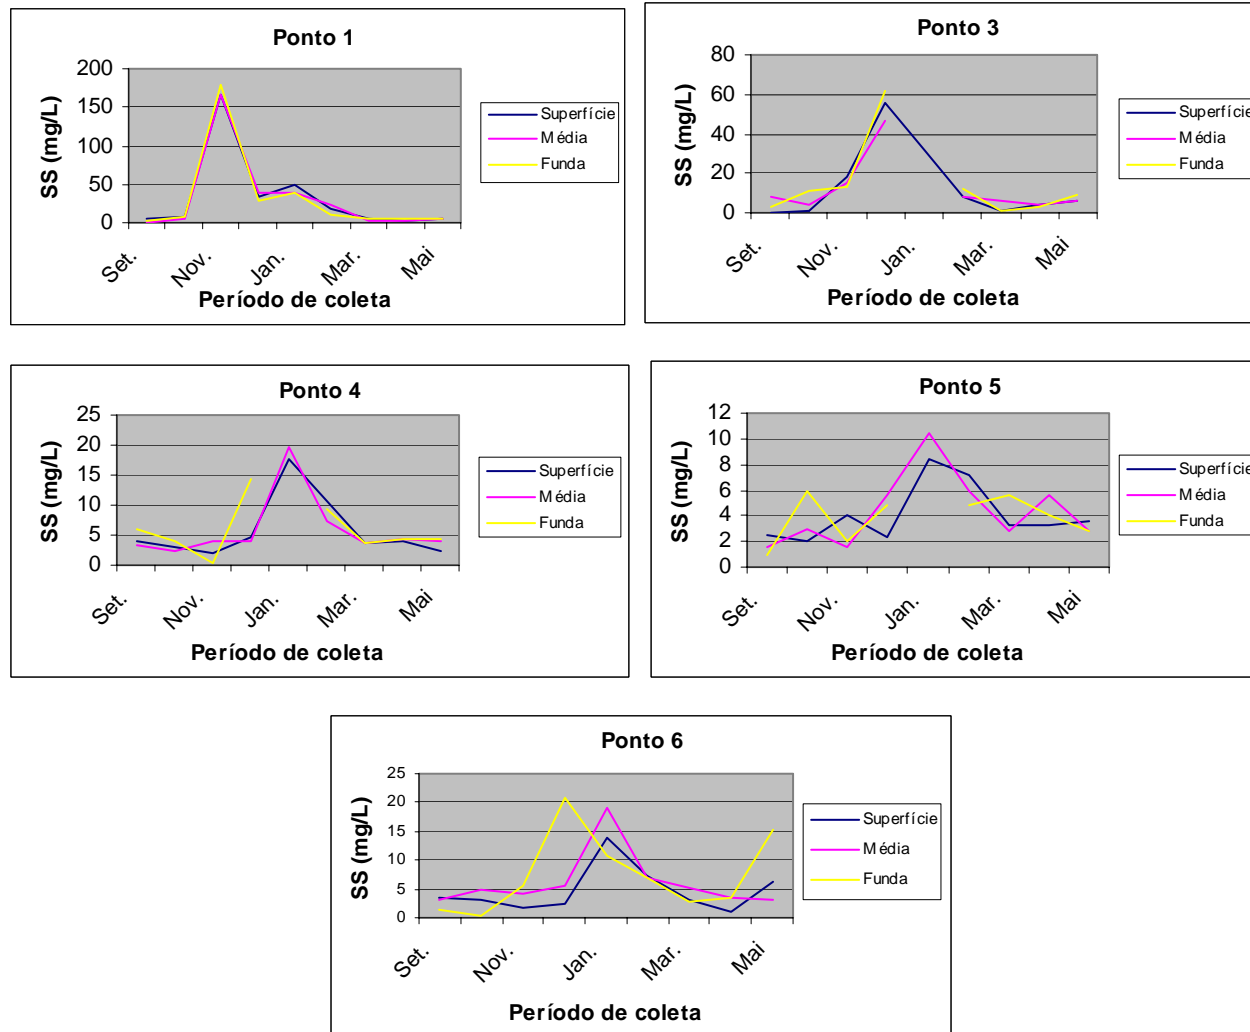 Ponto 1
SS (mg/L)
200
150
100
50
0
Set.
Nov.
Jan.
Mar.
Mai
Período de coleta
Superfície
Média
Funda
Ponto 3
SS (mg/L)
80
60
40
20
0
Set.
Nov.
Jan.
Mar.
Mai
Período de coleta
Superfície
Média
Funda
Ponto 4
SS (mg/L)
25
20
15
10
5
0
Set.
Nov.
Jan.
Mar.
Mai
Período de coleta
Superfície
Média
Funda
Ponto 5
SS (mg/L)
12
10
8
6
4
2
0
Set.
Nov.
Jan.
Mar.
Mai
Período de coleta
Superfície
Média
Funda
Ponto 6
SS (mg/L)
25
20
15
10
5
0
Set.
Nov.
Jan.
Mar.
Mai
Período de coleta
Superfície
Média
Funda